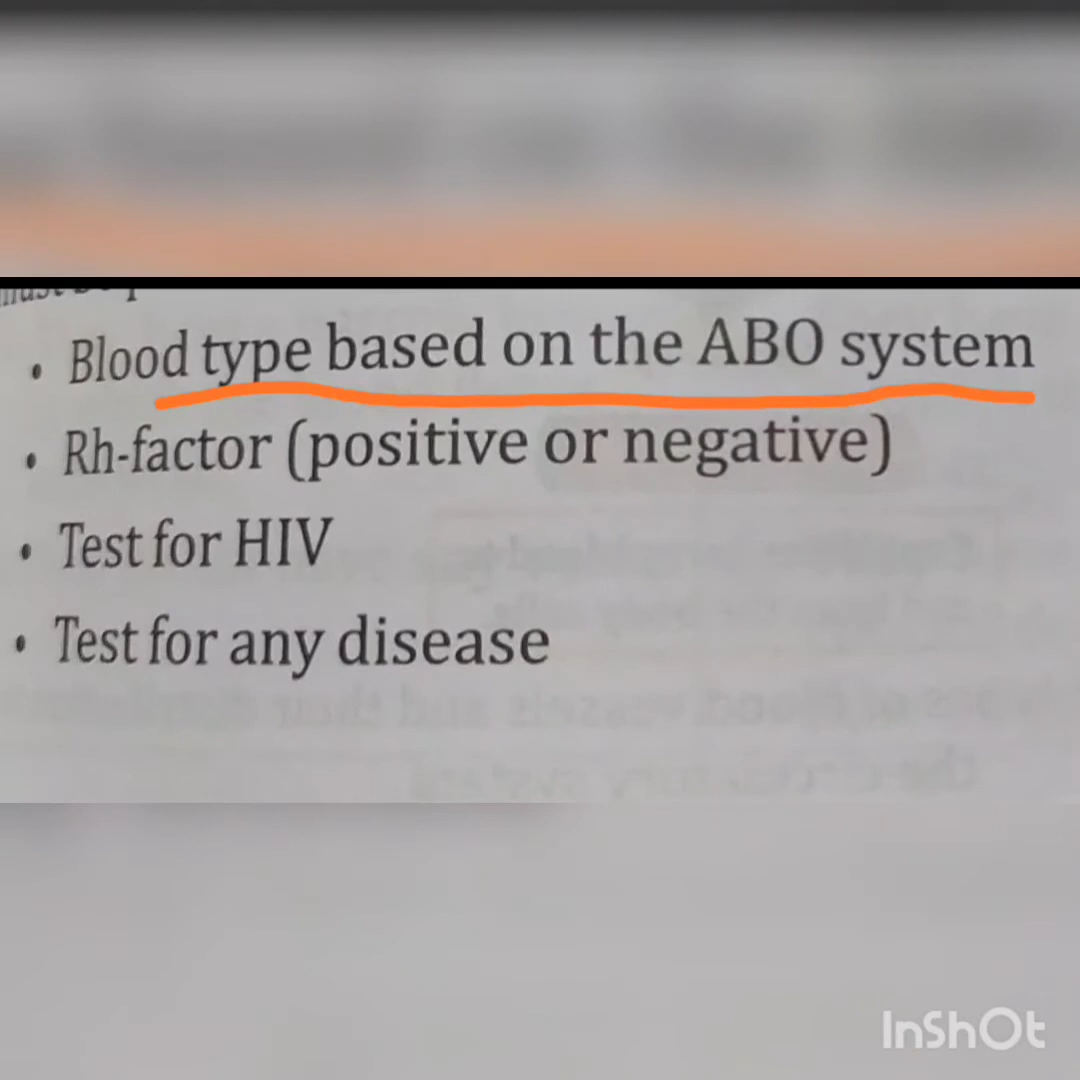 • Blood type based on the ABO system
• Rh-factor (positive or negative)
• Test for HIV
• Test for any disease
InShOt